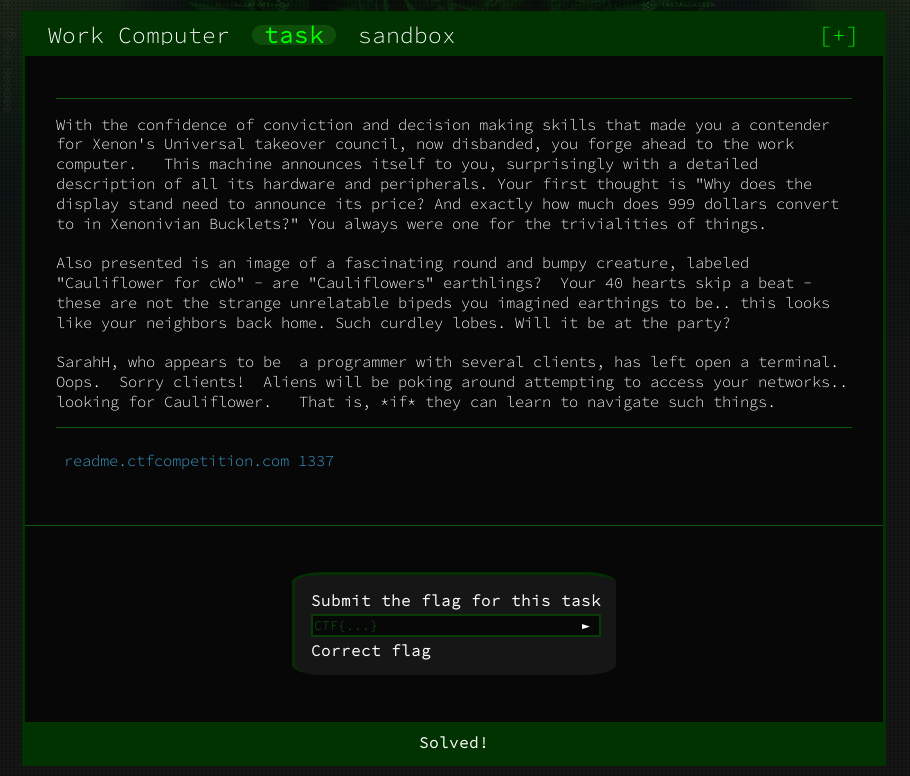 Work Computer task sandbox [+]
With the confidence of conviction and decision making skills that made you a contender
for Xenon's Universal takeover council, now disbanded, you forge ahead to the work
computer.   This machine announces itself to you, surprisingly with a detailed
description of all its hardware and peripherals. Your first thought is "Why does the
display stand need to announce its price? And exactly how much does 999 dollars convert
to in Xenonivian Bucklets?" You always were one for the trivialities of things.
Also presented is an image of a fascinating round and bumpy creature, labeled
"Cauliflower for cWo" - are "Cauliflowers" earthlings?  Your 40 hearts skip a beat -
these are not the strange unrelatable bipeds you imagined earthings to be.. this looks
like your neighbors back home. Such curdley lobes. Will it be at the party?
SarahH, who appears to be  a programmer with several clients, has left open a terminal.
Oops.  Sorry clients!  Aliens will be poking around attempting to access your networks..
looking for Cauliflower.   That is, *if* they can learn to navigate such things.
readme.ctfcompetition.com 1337
Submit the flag for this task
CTF{...} ►
Correct flag
Solved!